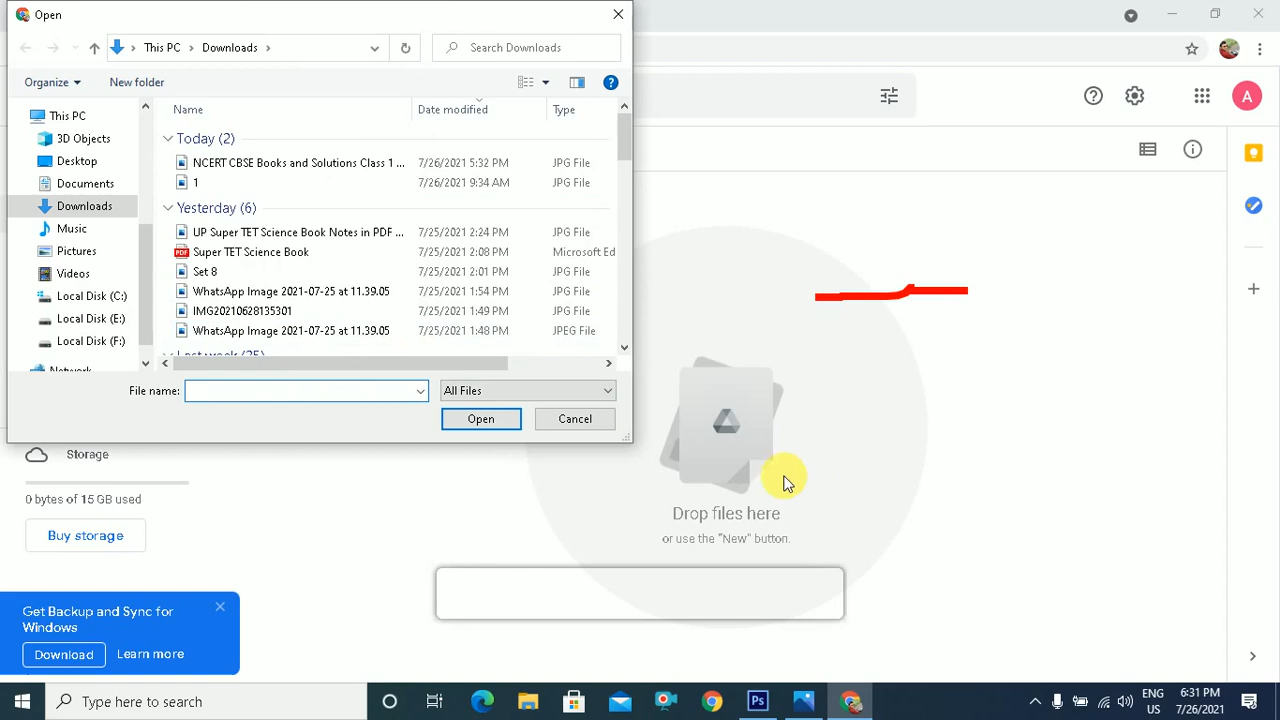 Open
This PC
Downloads
Search Downloads
Organize
New folder
?
This PC
3D Objects
Desktop
Documents
Downloads
Music
Pictures
Videos
Local Disk (C:)
Local Disk (E:)
Local Disk (F:)
Network
Name Date modified Type
Today (2)
NCERT CBSE Books and Solutions Class 1 ... 7/26/2021 5:32 PM JPG File
1 7/26/2021 9:34 AM JPG File
Yesterday (6)
UP Super TET Science Book Notes in PDF ... 7/25/2021 2:24 PM JPG File
PDF Super TET Science Book 7/25/2021 2:08 PM Microsoft Ed
Set 8 7/25/2021 2:01 PM JPG File
WhatsApp Image 2021-07-25 at 11.39.05 7/25/2021 1:54 PM JPG File
IMG20210628135301 7/25/2021 1:49 PM JPG File
WhatsApp Image 2021-07-25 at 11.39.05 7/25/2021 1:48 PM JPEG File
Last week (25)
File name:
All Files
Open Cancel
A
Storage
0 bytes of 15 GB used
Buy storage
Get Backup and Sync for
Windows
Download Learn more
Drop files here
or use the "New" button.
Type here to search
Ps
ENG
US
6:31 PM
7/26/2021